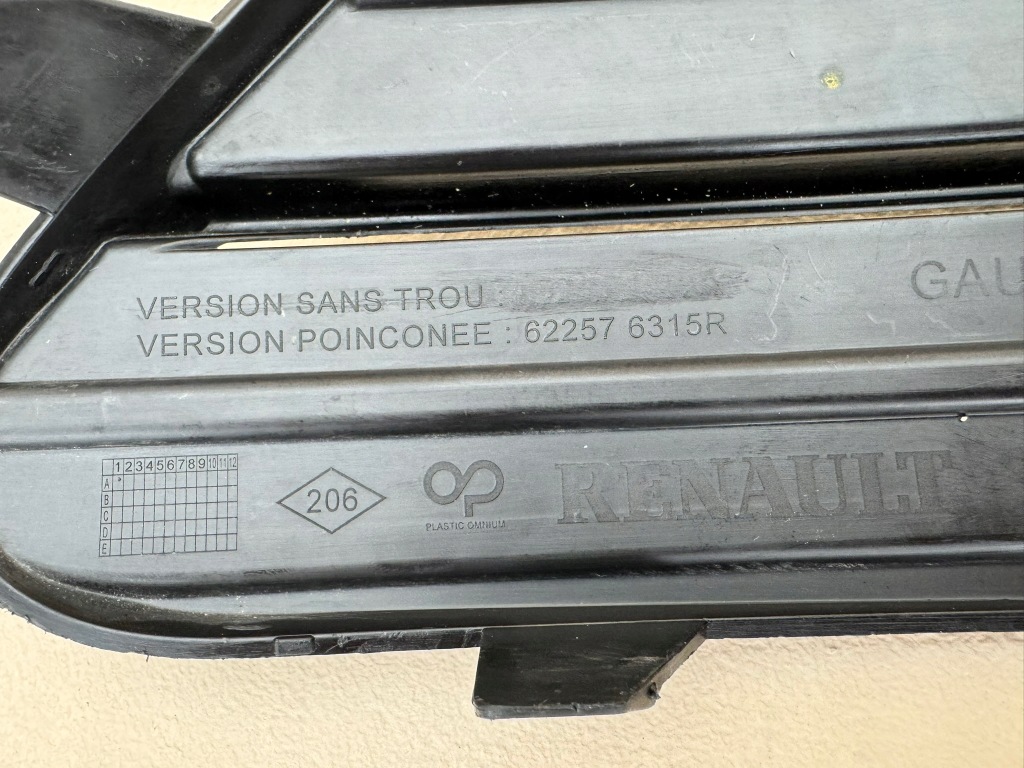 VERSION SANS TROU :
VERSION POINCONEE : 62257 6315R
GAU
1 2 3 4 5 6 7 8 9 10 11 12
A
B
C
D
E
206
OP
PLASTIC OMNIUM
RENAULT